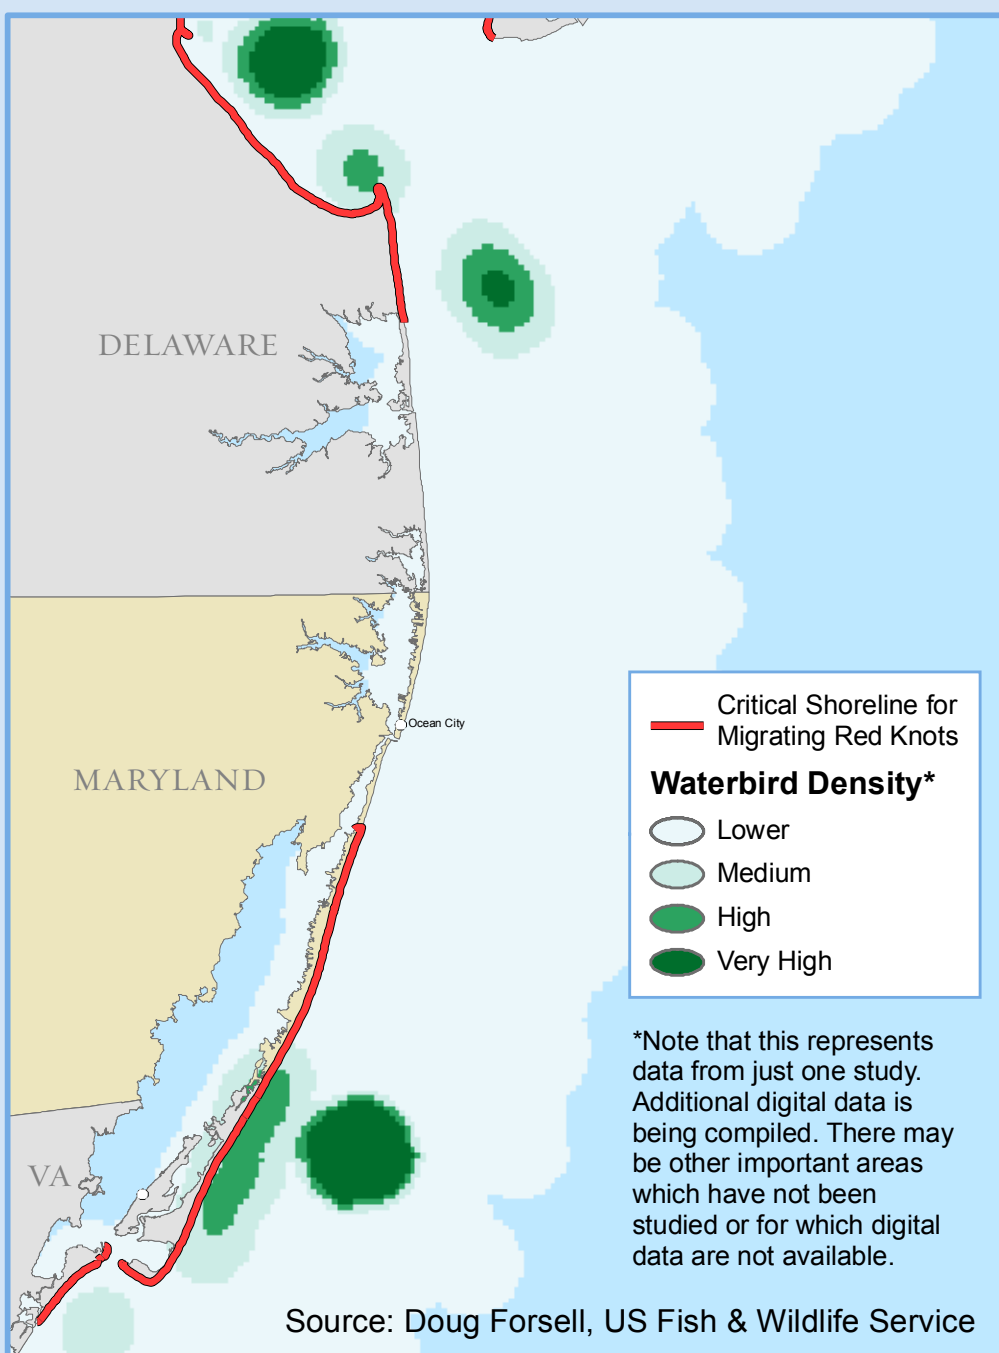 DELAWARE
Ocean City
MARYLAND
VA
Critical Shoreline for
Migrating Red Knots
Waterbird Density*
Lower
Medium
High
Very High
*Note that this represents
data from just one study.
Additional digital data is
being compiled. There may
be other important areas
which have not been
studied or for which digital
data are not available.
Source: Doug Forsell, US Fish & Wildlife Service